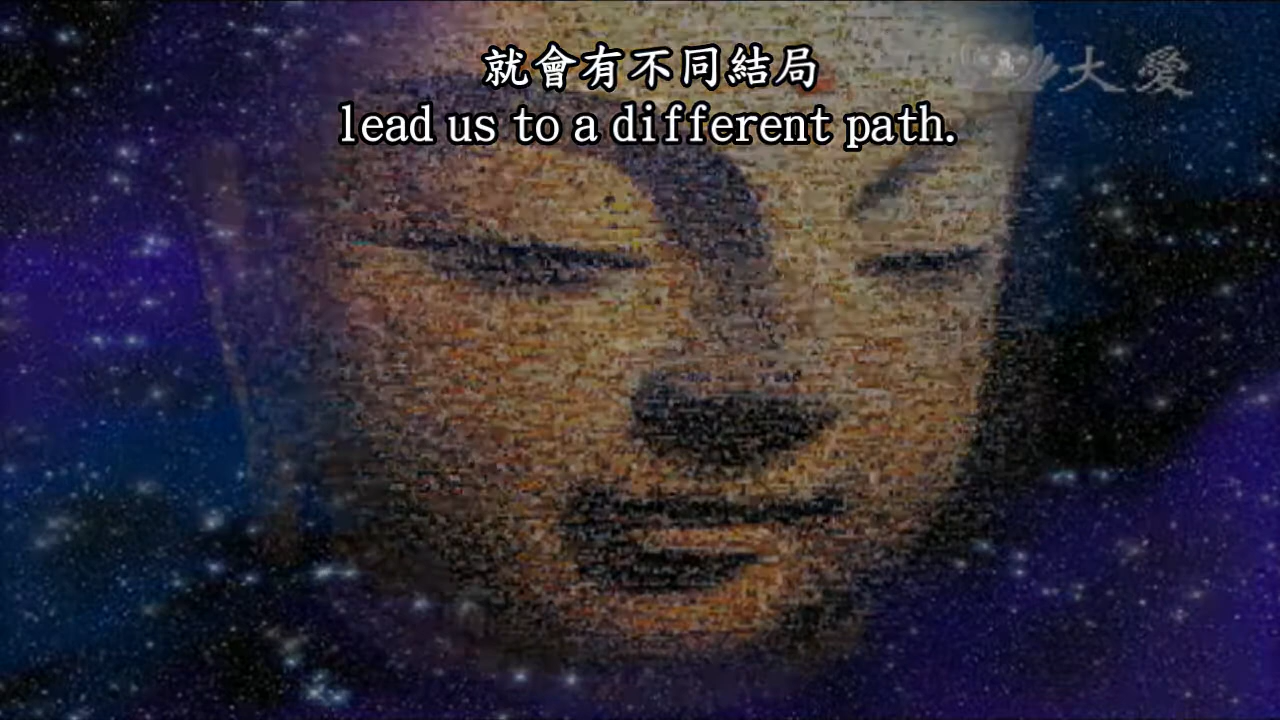 就會有不同結局
lead us to a different path.
大愛